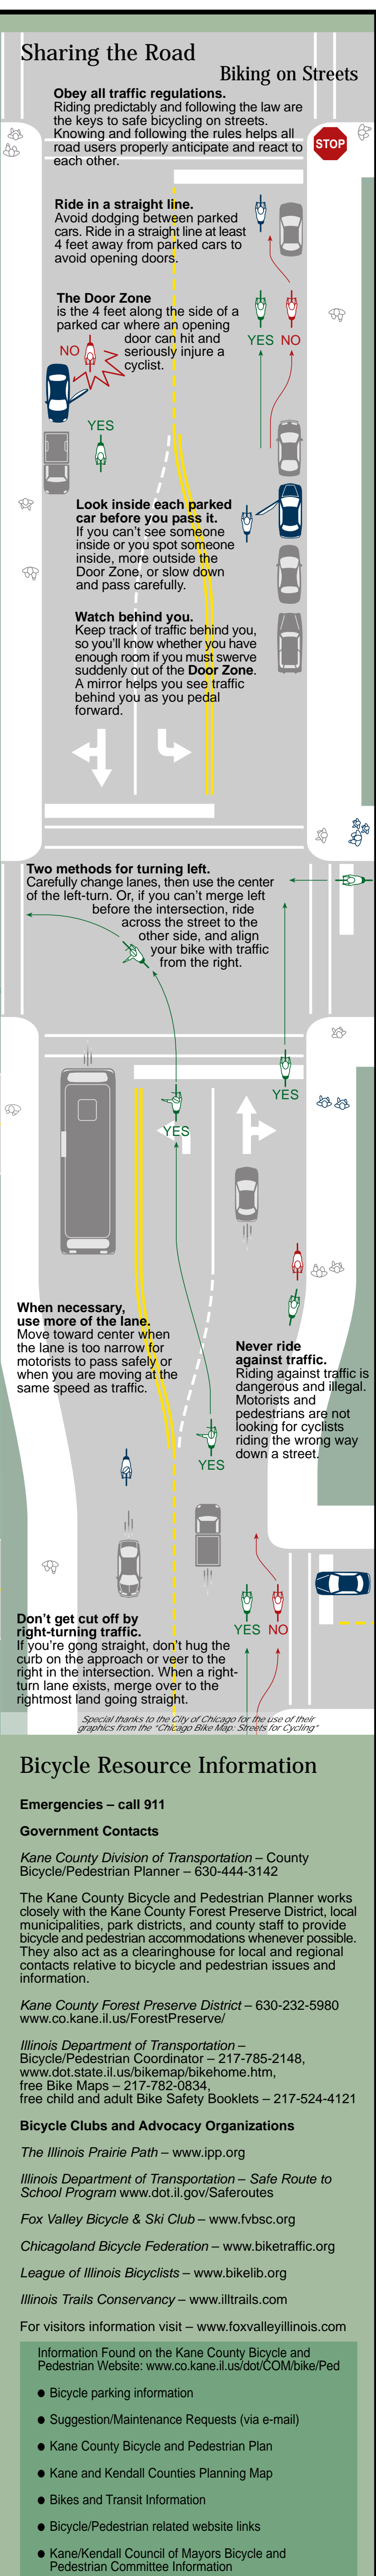 Sharing the Road
Biking on Streets
Obey all traffic regulations.
Riding predictably and following the law are
the keys to safe bicycling on streets.
Knowing and following the rules helps all
road users properly anticipate and react to
each other.
STOP
Ride in a straight line.
Avoid dodging between parked
cars. Ride in a straight line at least
4 feet away from parked cars to
avoid opening doors.
The Door Zone
is the 4 feet along the side of a
parked car where an opening
door can hit and
seriously injure a
cyclist.
NO
YES NO
YES
Look inside each parked
car before you pass it.
If you can't see someone
inside or you spot someone
inside, more outside the
Door Zone, or slow down
and pass carefully.
Watch behind you.
Keep track of traffic behind you,
so you'll know whether you have
enough room if you must swerve
suddenly out of the Door Zone.
A mirror helps you see traffic
behind you as you pedal
forward.
Two methods for turning left.
Carefully change lanes, then use the center
of the left-turn. Or, if you can't merge left
before the intersection, ride
across the street to the
other side, and align
your bike with traffic
from the right.
YES
YES
When necessary,
use more of the lane.
Move toward center when
the lane is too narrow for
motorists to pass safely or
when you are moving at the
same speed as traffic.
Never ride
against traffic.
Riding against traffic is
dangerous and illegal.
Motorists and
pedestrians are not
looking for cyclists
riding the wrong way
down a street.
YES
Don't get cut off by
right-turning traffic.
If you're gong straight, don't hug the
curb on the approach or veer to the
right in the intersection. When a right-
turn lane exists, merge over to the
rightmost land going straight.
YES NO
Special thanks to the City of Chicago for the use of their
graphics from the "Chicago Bike Map: Streets for Cycling"
Bicycle Resource Information
Emergencies – call 911
Government Contacts
Kane County Division of Transportation – County
Bicycle/Pedestrian Planner – 630-444-3142
The Kane County Bicycle and Pedestrian Planner works
closely with the Kane County Forest Preserve District, local
municipalities, park districts, and county staff to provide
bicycle and pedestrian accommodations whenever possible.
They also act as a clearinghouse for local and regional
contacts relative to bicycle and pedestrian issues and
information.
Kane County Forest Preserve District – 630-232-5980
www.co.kane.il.us/ForestPreserve/
Illinois Department of Transportation –
Bicycle/Pedestrian Coordinator – 217-785-2148,
www.dot.state.il.us/bikemap/bikehome.htm,
free Bike Maps – 217-782-0834,
free child and adult Bike Safety Booklets – 217-524-4121
Bicycle Clubs and Advocacy Organizations
The Illinois Prairie Path – www.ipp.org
Illinois Department of Transportation – Safe Route to
School Program www.dot.il.gov/Saferoutes
Fox Valley Bicycle & Ski Club – www.fvbsc.org
Chicagoland Bicycle Federation – www.biketraffic.org
League of Illinois Bicyclists – www.bikelib.org
Illinois Trails Conservancy – www.illtrails.com
For visitors information visit – www.foxvalleyillinois.com
Information Found on the Kane County Bicycle and
Pedestrian Website: www.co.kane.il.us/dot/COM/bike/Ped
● Bicycle parking information
● Suggestion/Maintenance Requests (via e-mail)
● Kane County Bicycle and Pedestrian Plan
● Kane and Kendall Counties Planning Map
● Bikes and Transit Information
● Bicycle/Pedestrian related website links
● Kane/Kendall Council of Mayors Bicycle and
Pedestrian Committee Information